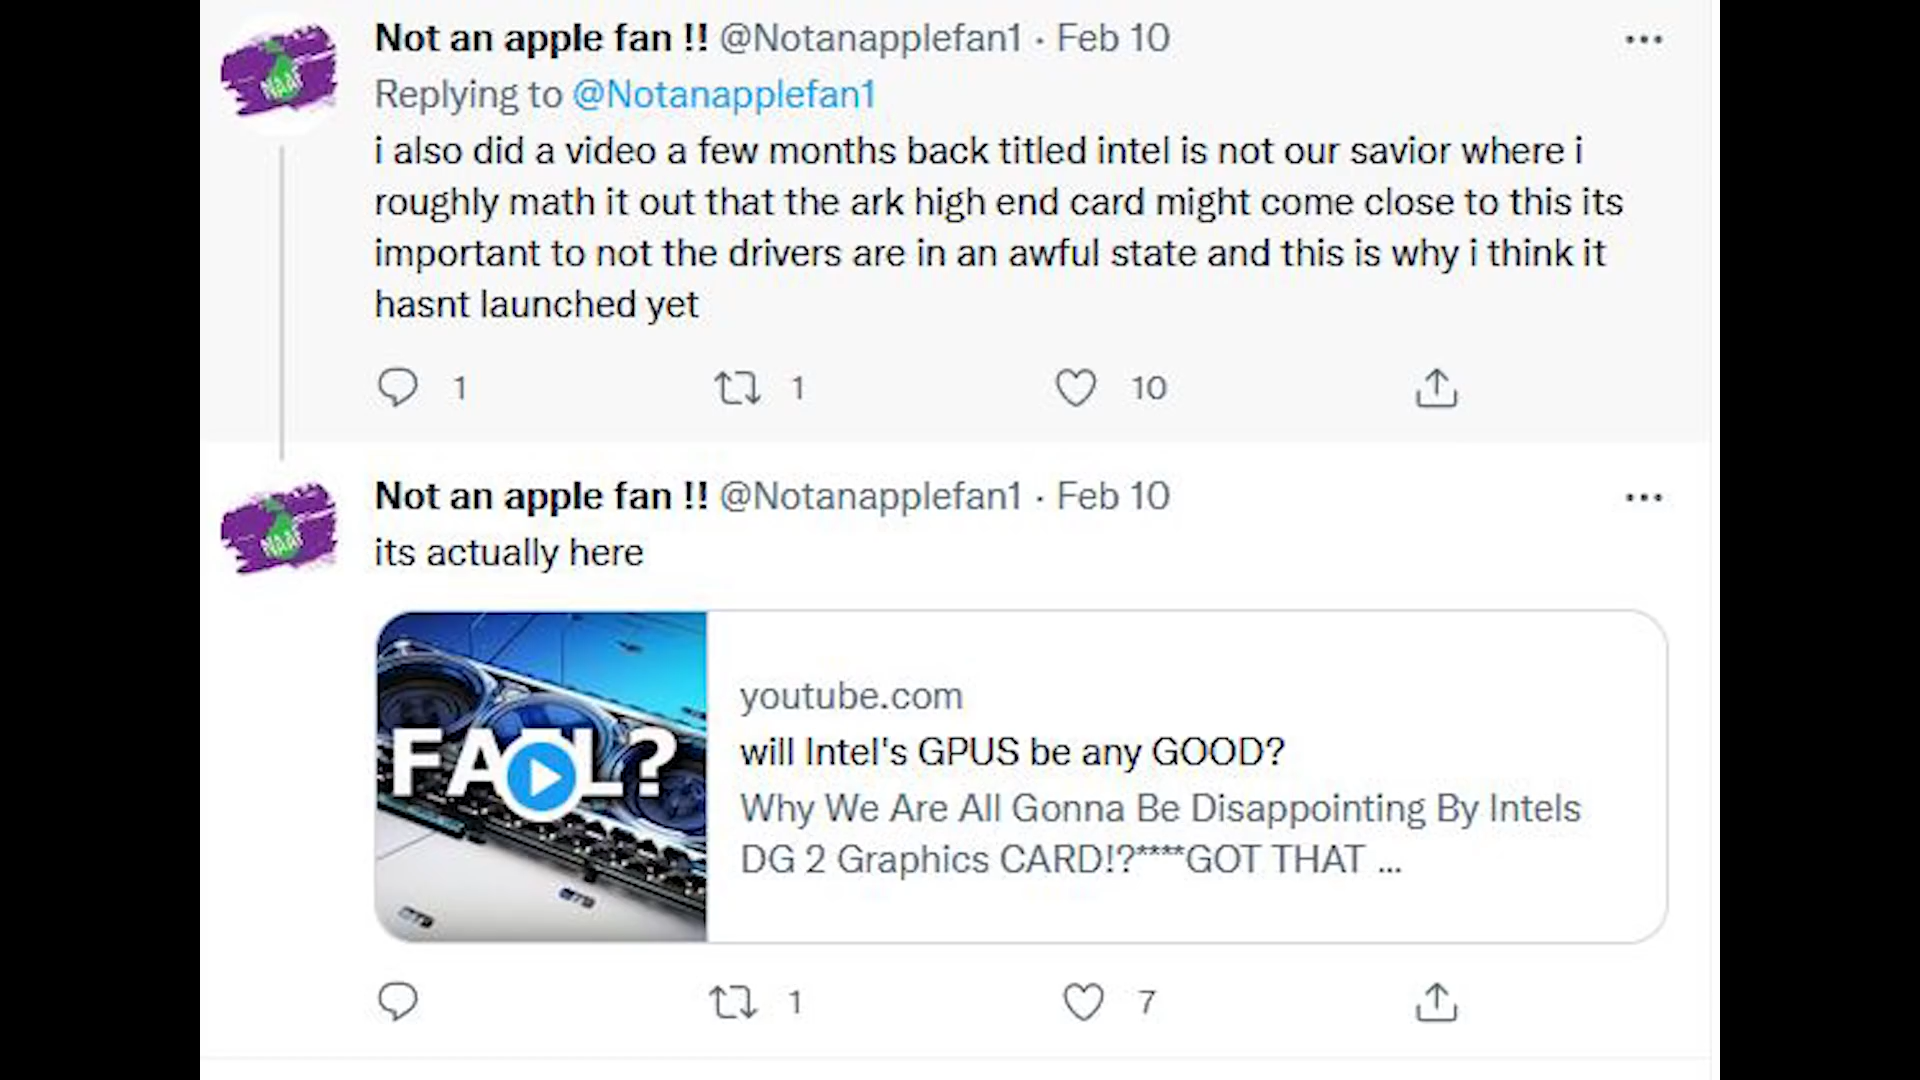 Not an apple fan !! @Notanapplefan1 · Feb 10
Replying to @Notanapplefan1
i also did a video a few months back titled intel is not our savior where i
roughly math it out that the ark high end card might come close to this its
important to not the drivers are in an awful state and this is why i think it
hasnt launched yet
1 1 10
NAAF
Not an apple fan !! @Notanapplefan1 · Feb 10
its actually here
NAAF
youtube.com
will Intel's GPUS be any GOOD?
Why We Are All Gonna Be Disappointing By Intels
DG 2 Graphics CARD!?****GOT THAT ...
FAIL?
1 7